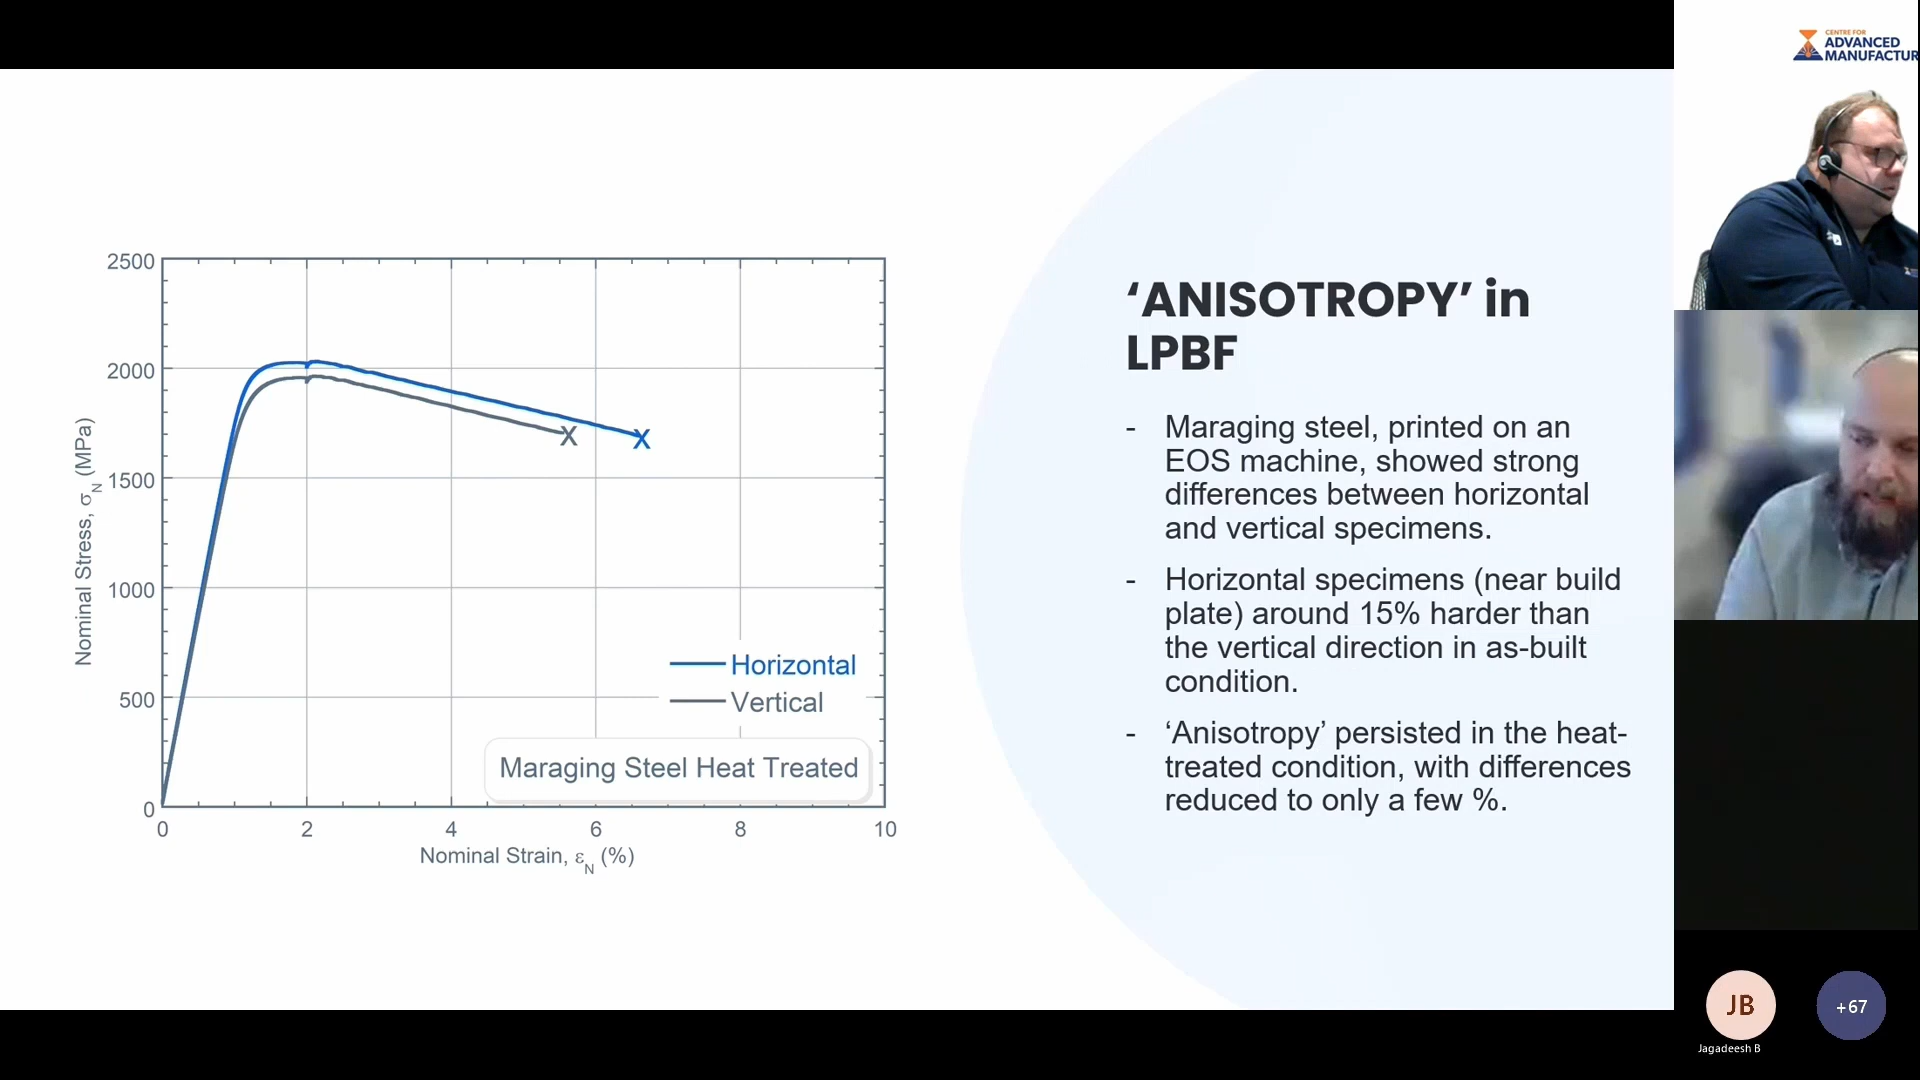 CENTRE FOR
ADVANCED
MANUFACTUR
2500
2000
1500
1000
500
0
0 2 4 6 8 10
Nominal Stress, σN (MPa)
Nominal Strain, εN (%)
Horizontal
Vertical
Maraging Steel Heat Treated
‘ANISOTROPY’ in
LPBF
- Maraging steel, printed on an
EOS machine, showed strong
differences between horizontal
and vertical specimens.
- Horizontal specimens (near build
plate) around 15% harder than
the vertical direction in as-built
condition.
- ‘Anisotropy’ persisted in the heat-
treated condition, with differences
reduced to only a few %.
JB
Jagadeesh B
+67